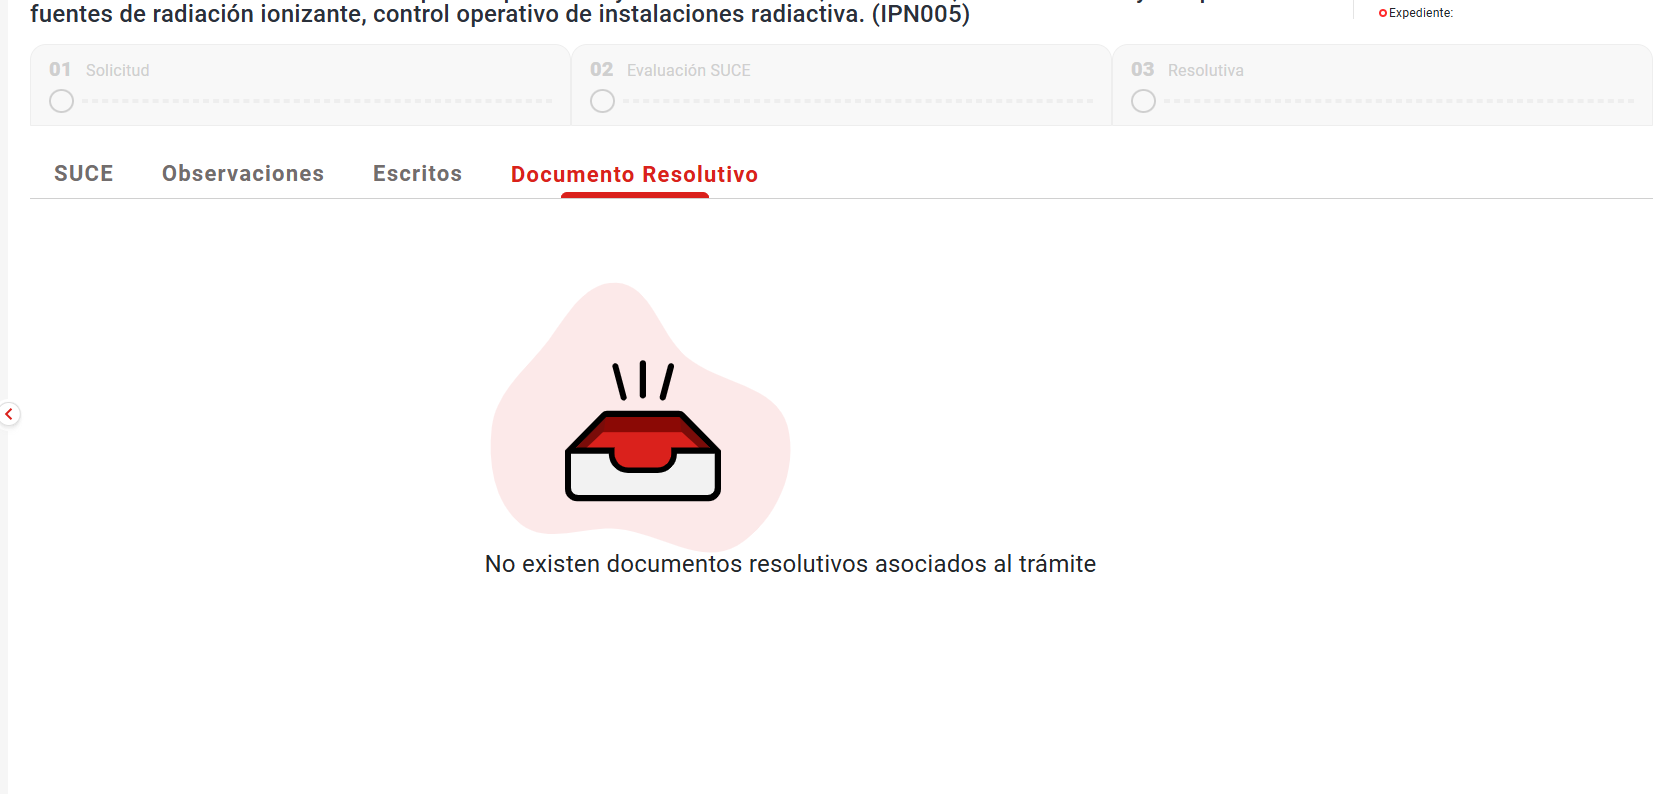 fuentes de radiación ionizante, control operativo de instalaciones radiactiva. (IPN005)
Expediente:
01 Solicitud
02 Evaluación SUCE
03 Resolutiva
SUCE Observaciones Escritos Documento Resolutivo
No existen documentos resolutivos asociados al trámite